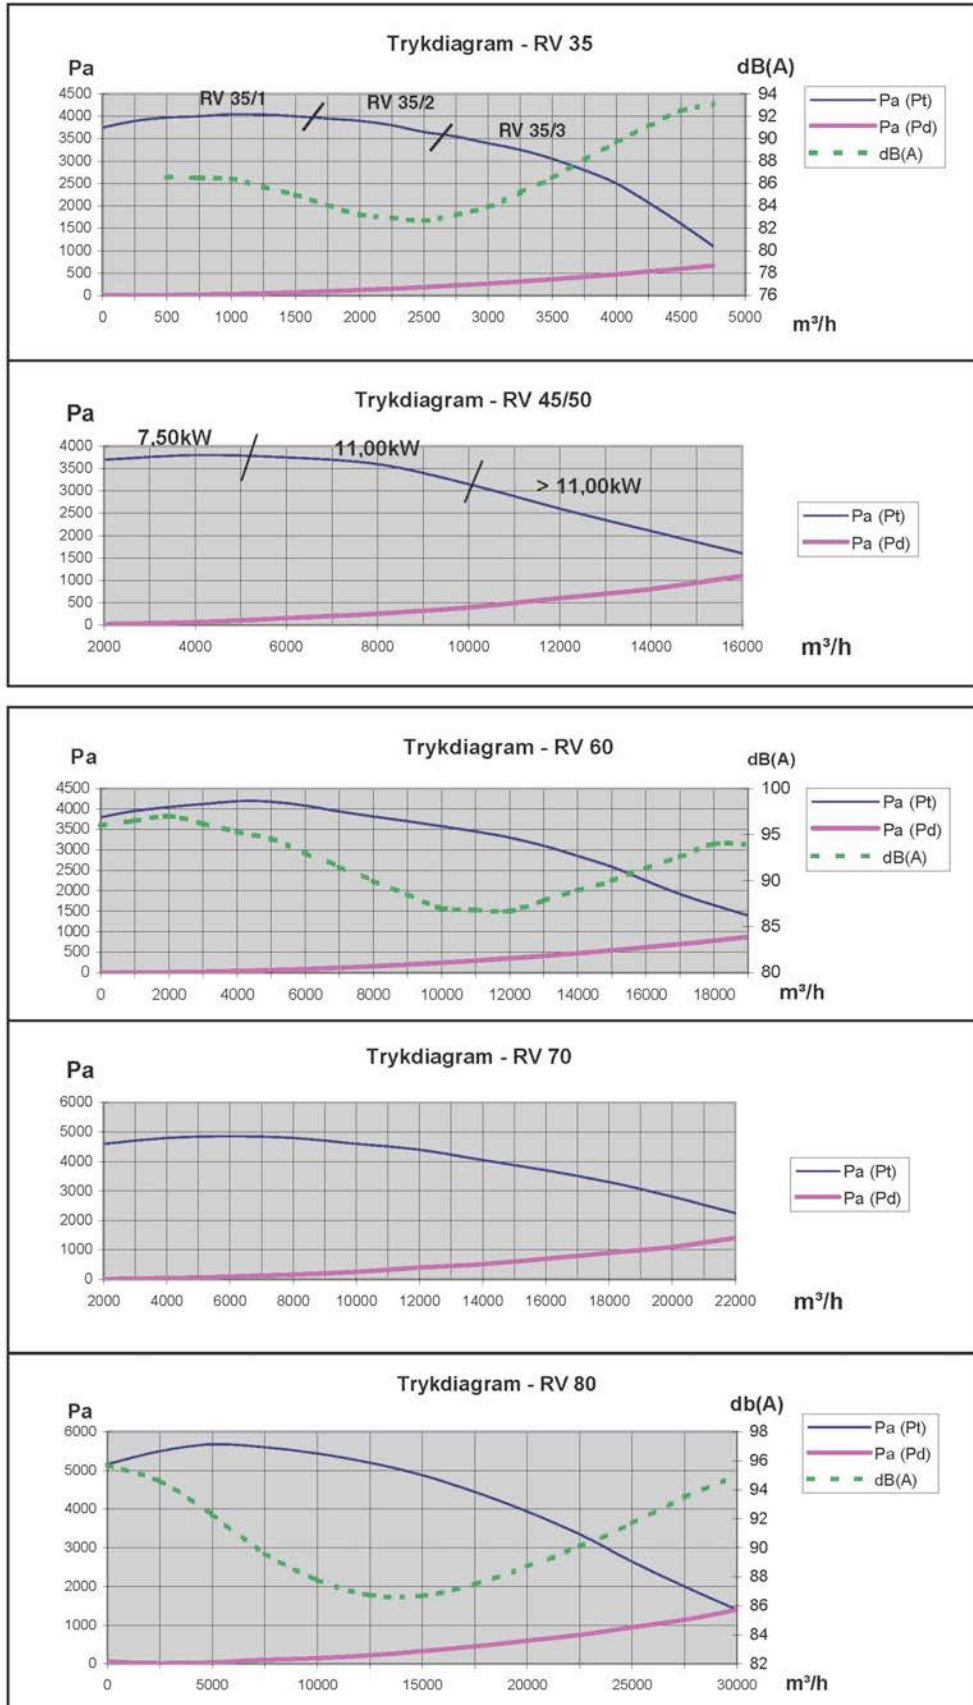 Trykdiagram - RV 35
Pa
dB(A)
4500
4000
3500
3000
2500
2000
1500
1000
500
0
RV 35/1
RV 35/2
RV 35/3
94
92
90
88
86
84
82
80
78
76
0 500 1000 1500 2000 2500 3000 3500 4000 4500 5000
m³/h
Pa (Pt)
Pa (Pd)
dB(A)
Trykdiagram - RV 45/50
Pa
4000
3500
3000
2500
2000
1500
1000
500
0
7,50kW
11,00kW
> 11,00kW
2000 4000 6000 8000 10000 12000 14000 16000
m³/h
Pa (Pt)
Pa (Pd)
Trykdiagram - RV 60
Pa
dB(A)
4500
4000
3500
3000
2500
2000
1500
1000
500
0
100
95
90
85
80
0 2000 4000 6000 8000 10000 12000 14000 16000 18000
m³/h
Pa (Pt)
Pa (Pd)
dB(A)
Trykdiagram - RV 70
Pa
6000
5000
4000
3000
2000
1000
0
2000 4000 6000 8000 10000 12000 14000 16000 18000 20000 22000
m³/h
Pa (Pt)
Pa (Pd)
Trykdiagram - RV 80
Pa
db(A)
6000
5000
4000
3000
2000
1000
0
98
96
94
92
90
88
86
84
82
0 5000 10000 15000 20000 25000 30000
m³/h
Pa (Pt)
Pa (Pd)
dB(A)